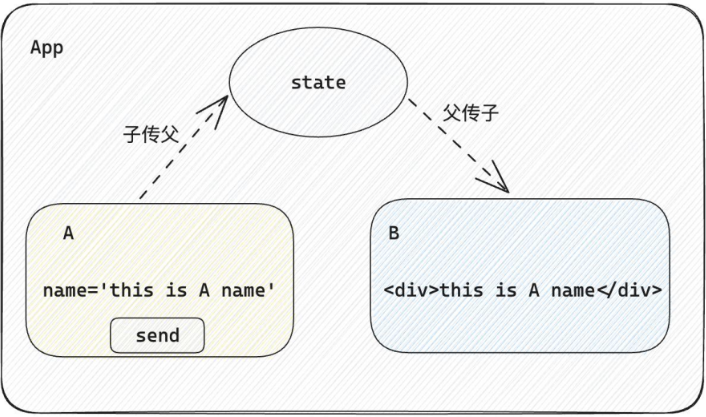 App
state
子传父
父传子
A
B
name='this is A name'
<div>this is A name</div>
send